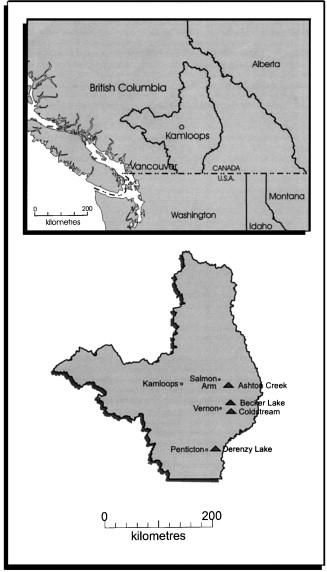 Alberta
British Columbia
Kamloops
Vancouver
CANADA
U.S.A.
Montana
Washington
Idaho
0 200
kilometres
Kamloops
Salmon
Arm
Ashton Creek
Becker Lake
Vernon
Coldstream
Penticton
Derenzy Lake
0 200
kilometres